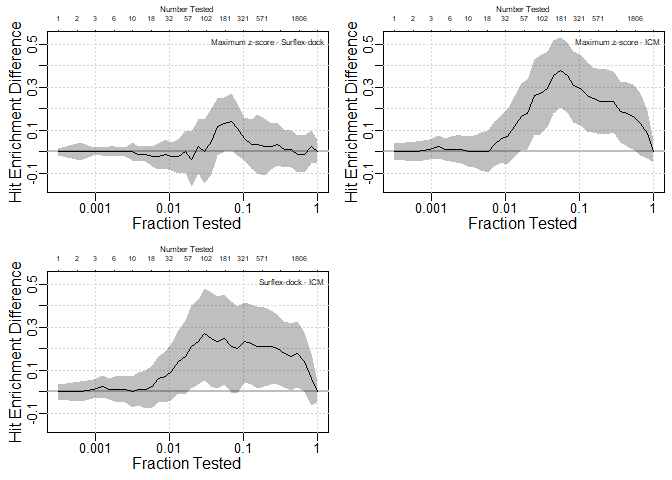 Number Tested
1 2 3 6 10 18 32 57 102 181 321 571 1806
Maximum z-score - Surflex-dock
Hit Enrichment Difference
0.5
0.3
0.1
-0.1
0.001 0.01 0.1 1
Fraction Tested
Number Tested
1 2 3 6 10 18 32 57 102 181 321 571 1806
Maximum z-score - ICM
Hit Enrichment Difference
0.5
0.3
0.1
-0.1
0.001 0.01 0.1 1
Fraction Tested
Number Tested
1 2 3 6 10 18 32 57 102 181 321 571 1806
Surflex-dock - ICM
Hit Enrichment Difference
0.5
0.3
0.1
-0.1
0.001 0.01 0.1 1
Fraction Tested